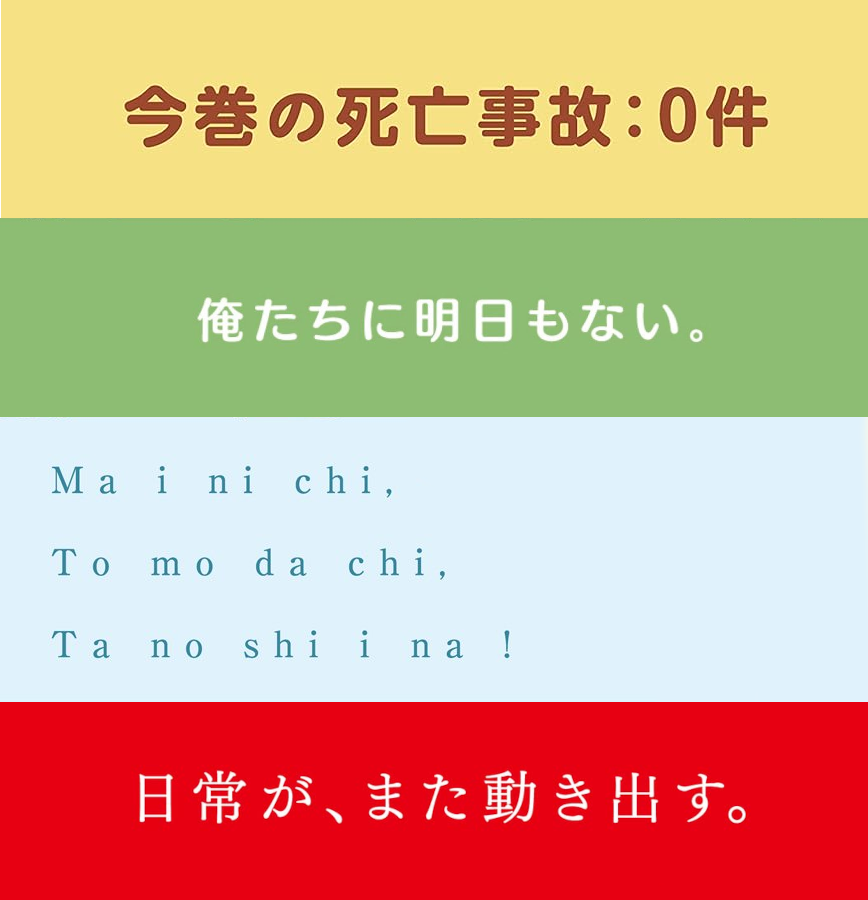 今巻の死亡事故：0件
俺たちに明日もない。
Ma i ni chi,
To mo da chi,
Ta no shi i na !
日常が、また動き出す。